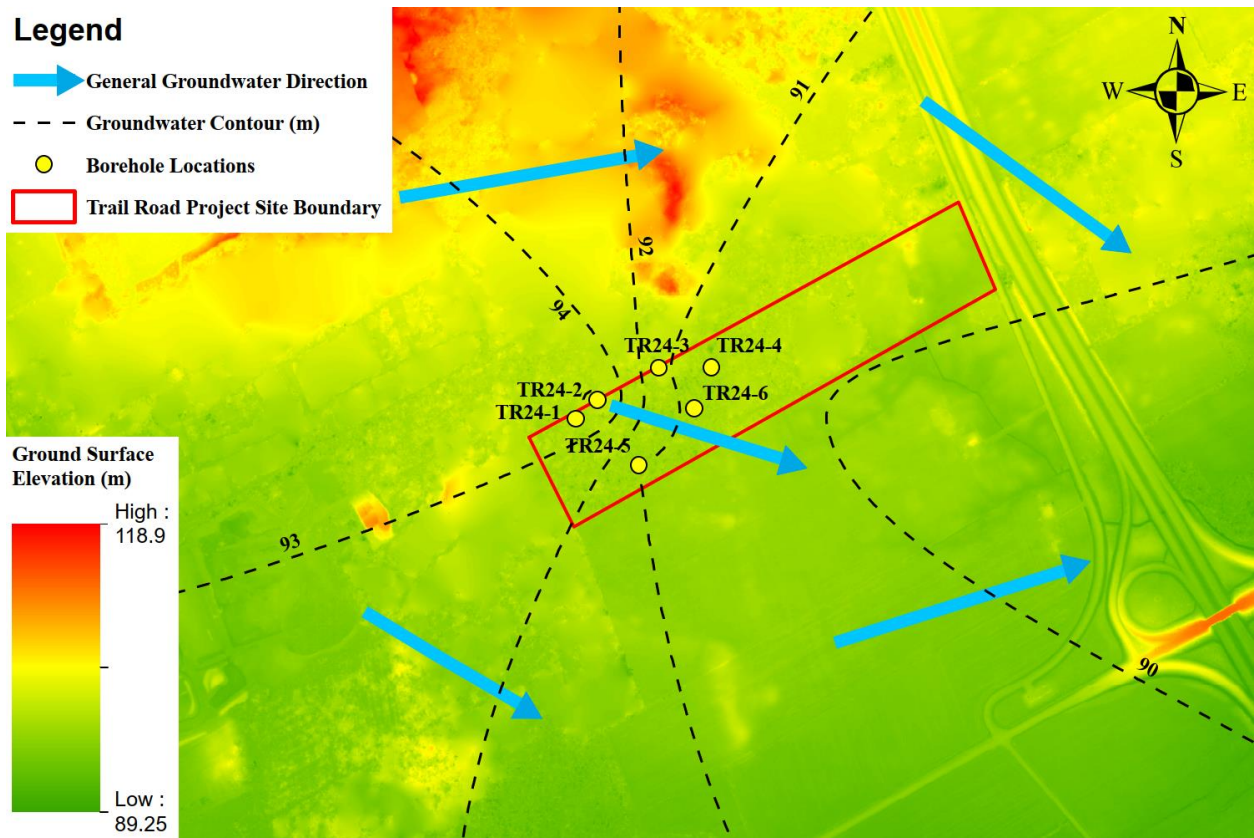 Legend
General Groundwater Direction
Groundwater Contour (m)
Borehole Locations
Trail Road Project Site Boundary
N
W E
S
91
92
94
TR24-3 TR24-4
TR24-2
TR24-1
TR24-6
TR24-5
93
90
Ground Surface
Elevation (m)
High :
118.9
Low :
89.25